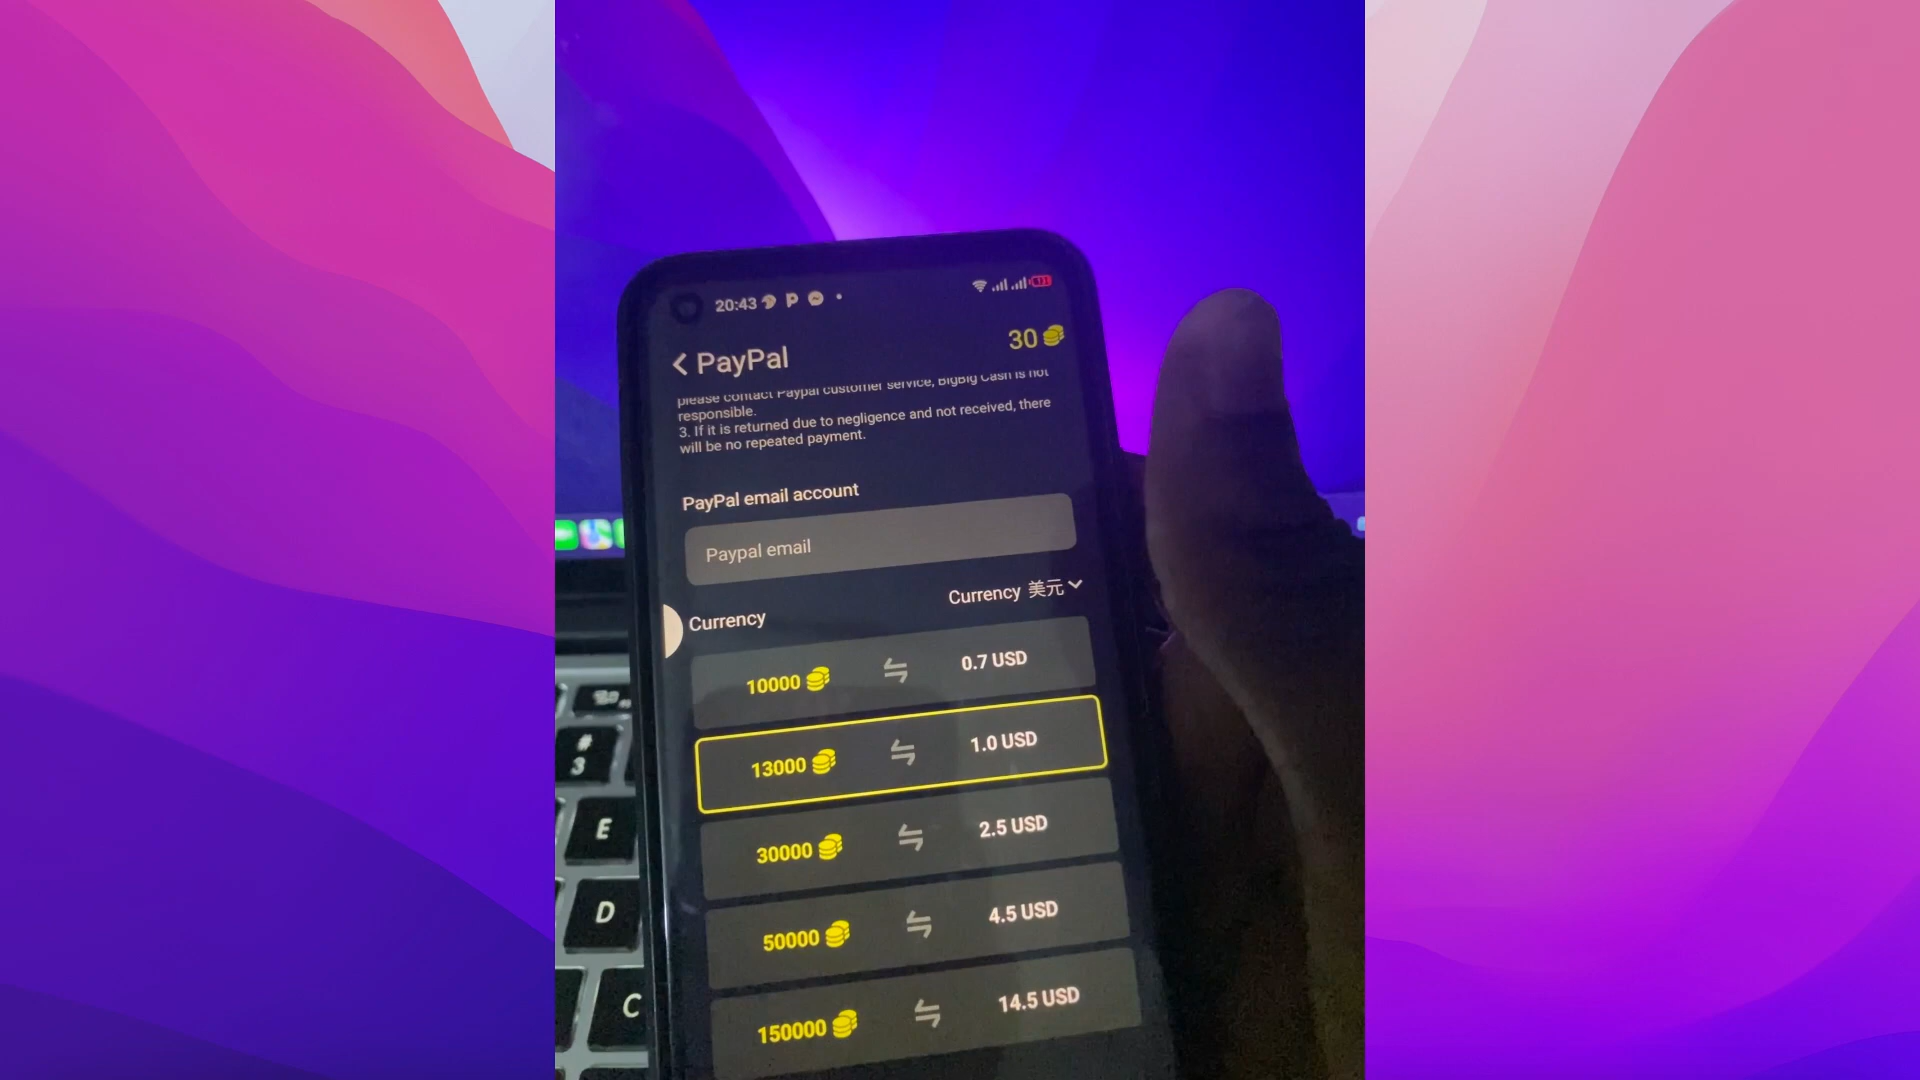 20:43
30
PayPal
please contact Paypal customer service, BigBig Cash is not
responsible.
3. If it is returned due to negligence and not received, there
will be no repeated payment.
PayPal email account
Paypal email
Currency 美元
Currency
10000 0.7 USD
13000 1.0 USD
30000 2.5 USD
50000 4.5 USD
150000 14.5 USD
#
3
E
D
C